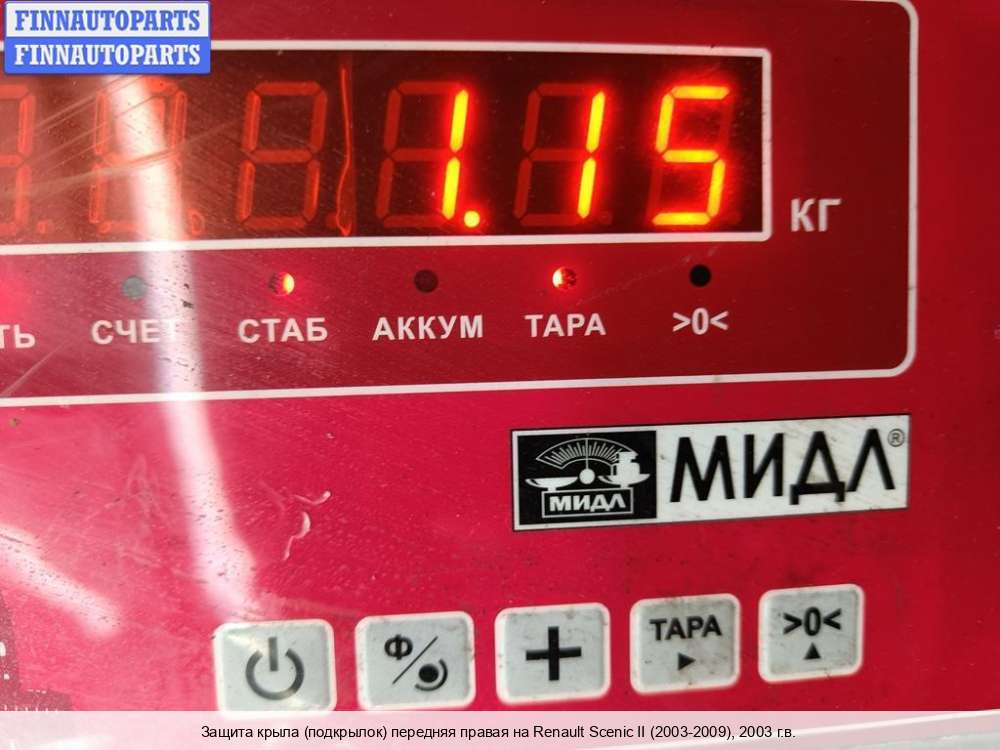 FINNAUTOPARTS
FINNAUTOPARTS
1.15
КГ
СЧЕТ СТАБ АККУМ ТАРА >0<
МИДЛ
МИДЛ®
Ф ТАРА >0<
Защита крыла (подкрылок) передняя правая на Renault Scenic II (2003-2009), 2003 г.в.